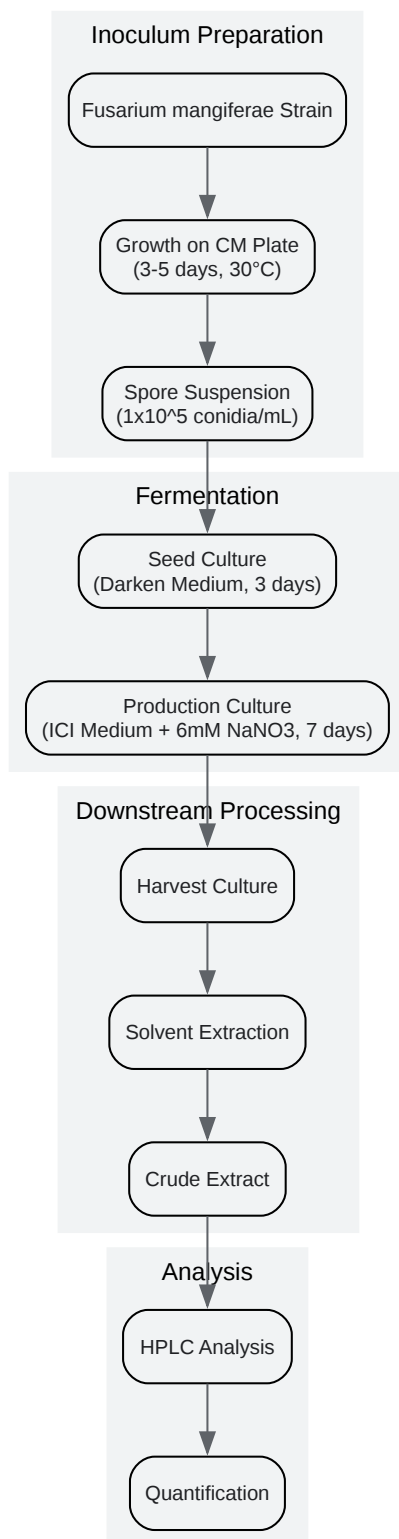 Inoculum Preparation
Fusarium mangiferae Strain
Growth on CM Plate
(3-5 days, 30°C)
Spore Suspension
(1x10^5 conidia/mL)
Fermentation
Seed Culture
(Darken Medium, 3 days)
Production Culture
(ICI Medium + 6mM NaNO3, 7 days)
Downstream Processing
Harvest Culture
Solvent Extraction
Crude Extract
Analysis
HPLC Analysis
Quantification